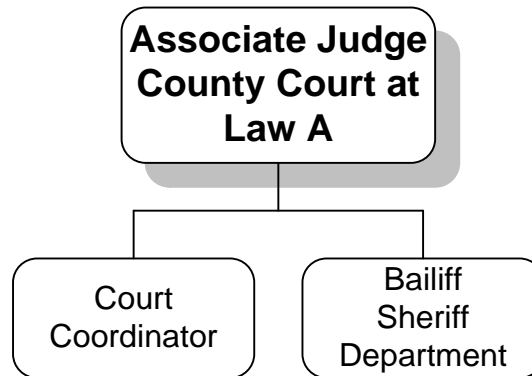 Associate Judge
County Court at
Law A
Court
Coordinator
Bailiff
Sheriff
Department